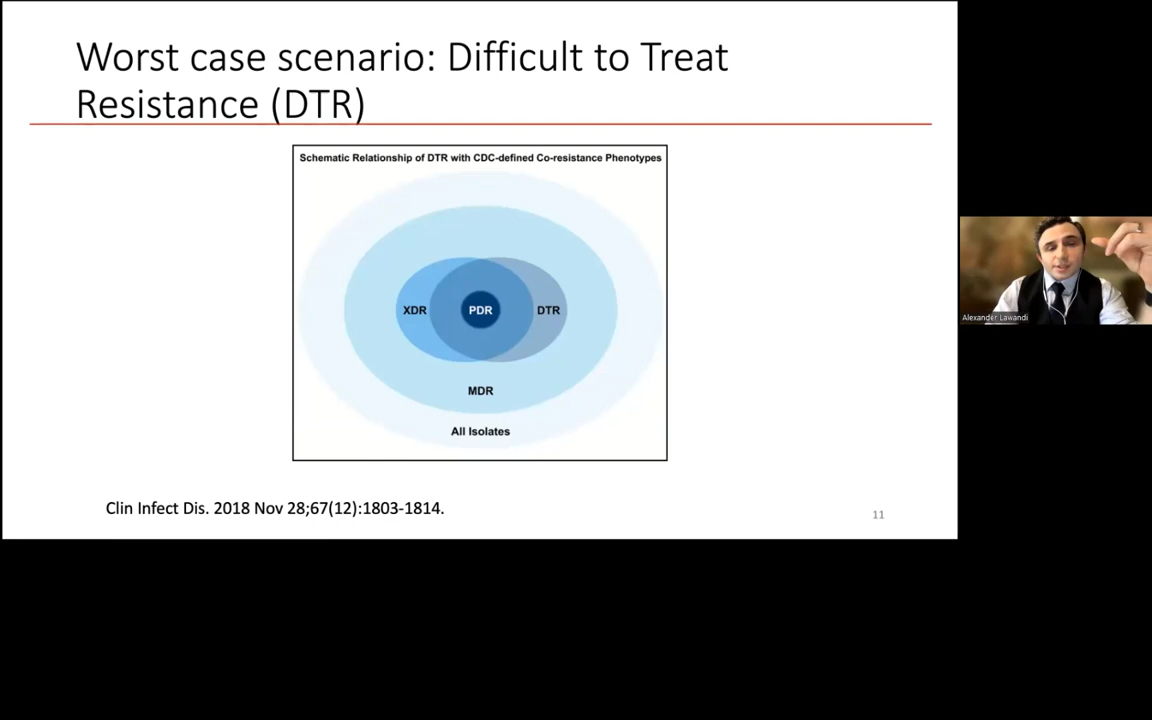 Worst case scenario: Difficult to Treat
Resistance (DTR)
Schematic Relationship of DTR with CDC-defined Co-resistance Phenotypes
XDR
PDR
DTR
MDR
All Isolates
Clin Infect Dis. 2018 Nov 28;67(12):1803-1814.
11
Alexander Lawandi